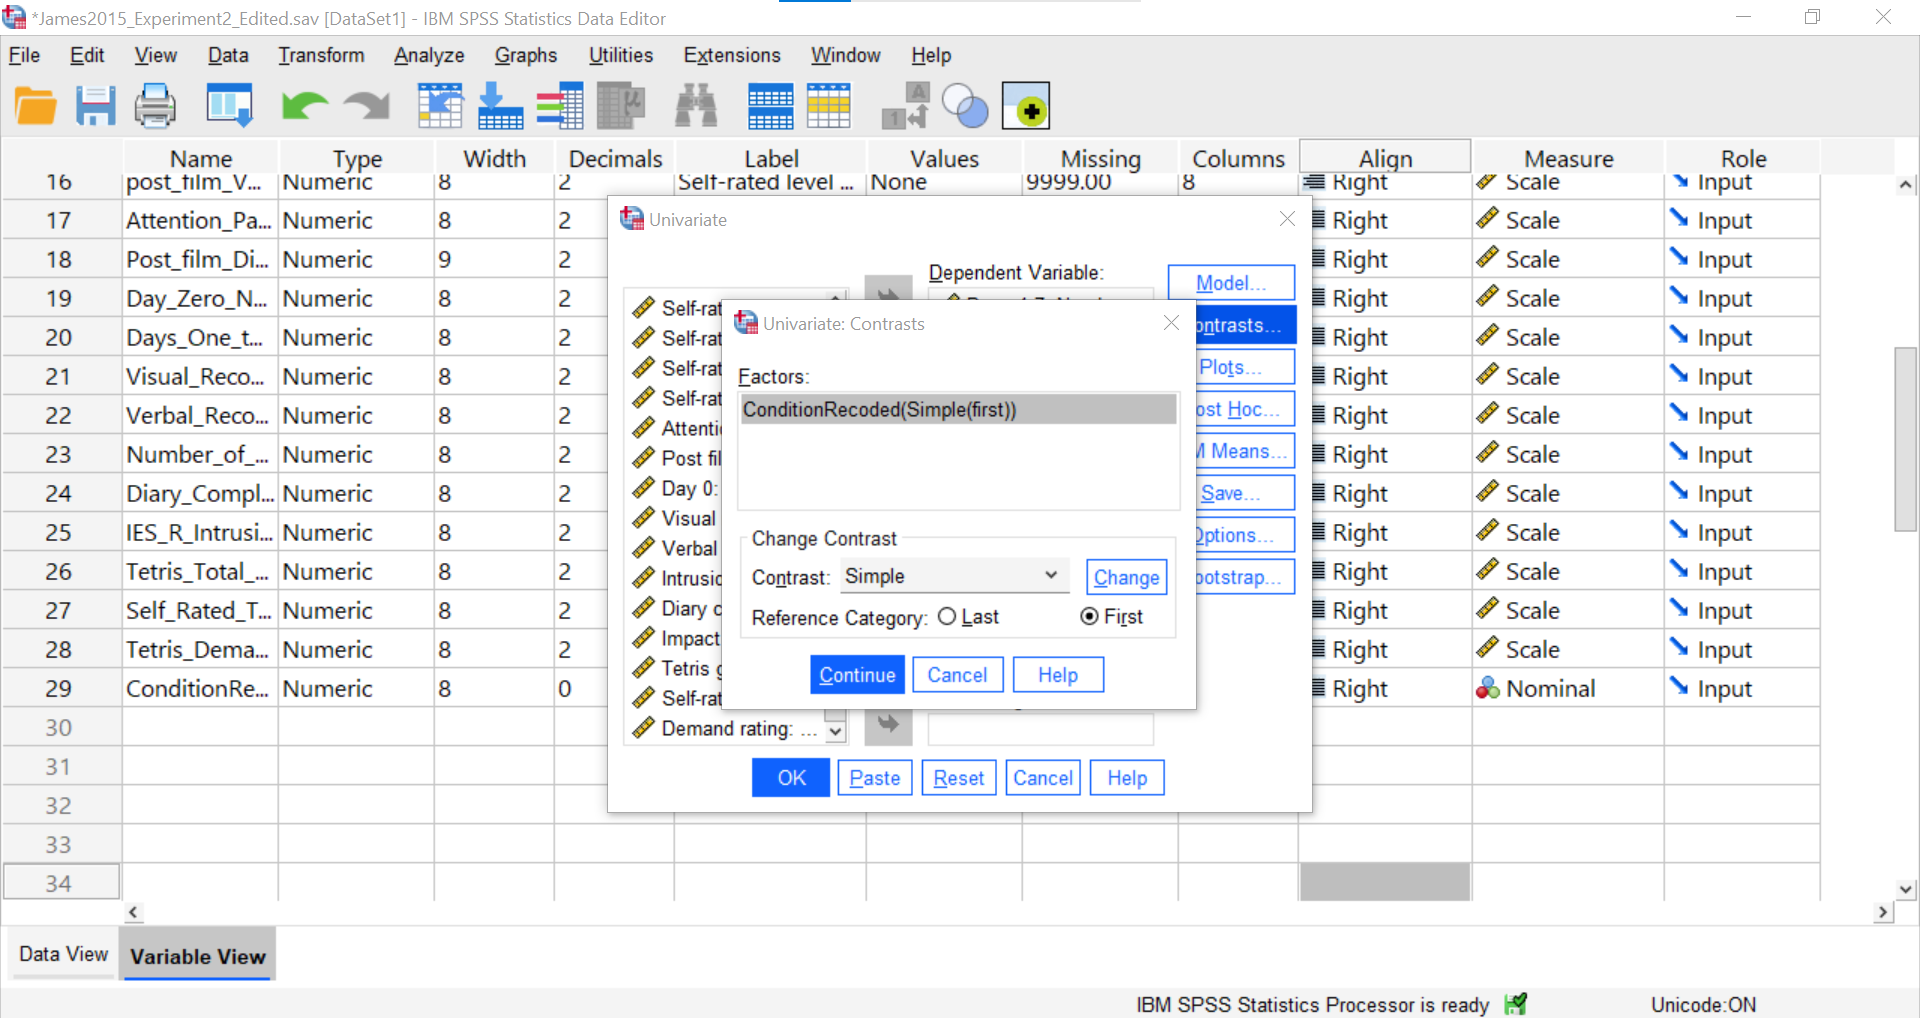 *James2015_Experiment2_Edited.sav [DataSet1] - IBM SPSS Statistics Data Editor
File Edit View Data Transform Analyze Graphs Utilities Extensions Window Help
Name Type Width Decimals Label Values Missing Columns Align Measure Role
16 post_film_V... Numeric 8 2 Self-rated level ... None 9999.00 8 Right Scale Input
17 Attention_Pa... Numeric 8 2 Right Scale Input
18 Post_film_Di... Numeric 9 2 Right Scale Input
19 Day_Zero_N... Numeric 8 2 Right Scale Input
20 Days_One_t... Numeric 8 2 Right Scale Input
21 Visual_Reco... Numeric 8 2 Right Scale Input
22 Verbal_Reco... Numeric 8 2 Right Scale Input
23 Number_of_... Numeric 8 2 Right Scale Input
24 Diary_Compl... Numeric 8 2 Right Scale Input
25 IES_R_Intrusi... Numeric 8 2 Right Scale Input
26 Tetris_Total_... Numeric 8 2 Right Scale Input
27 Self_Rated_T... Numeric 8 2 Right Scale Input
28 Tetris_Dema... Numeric 8 2 Right Scale Input
29 ConditionRe... Numeric 8 0 Right Nominal Input
30
31
32
33
34
Univariate
Dependent Variable:
Model...
Self-rat
Self-rat
Self-rat
Self-rat
Attenti
Post fil
Day 0:
Visual
Verbal
Intrusic
Diary c
Impact
Tetris g
Self-rat
Demand rating: ...
ontrasts...
Plots...
ost Hoc...
M Means...
Save...
Options...
ootstrap...
Univariate: Contrasts
Factors:
ConditionRecoded(Simple(first))
Change Contrast
Contrast: Simple Change
Reference Category: Last First
Continue Cancel Help
OK Paste Reset Cancel Help
Data View Variable View
IBM SPSS Statistics Processor is ready Unicode:ON